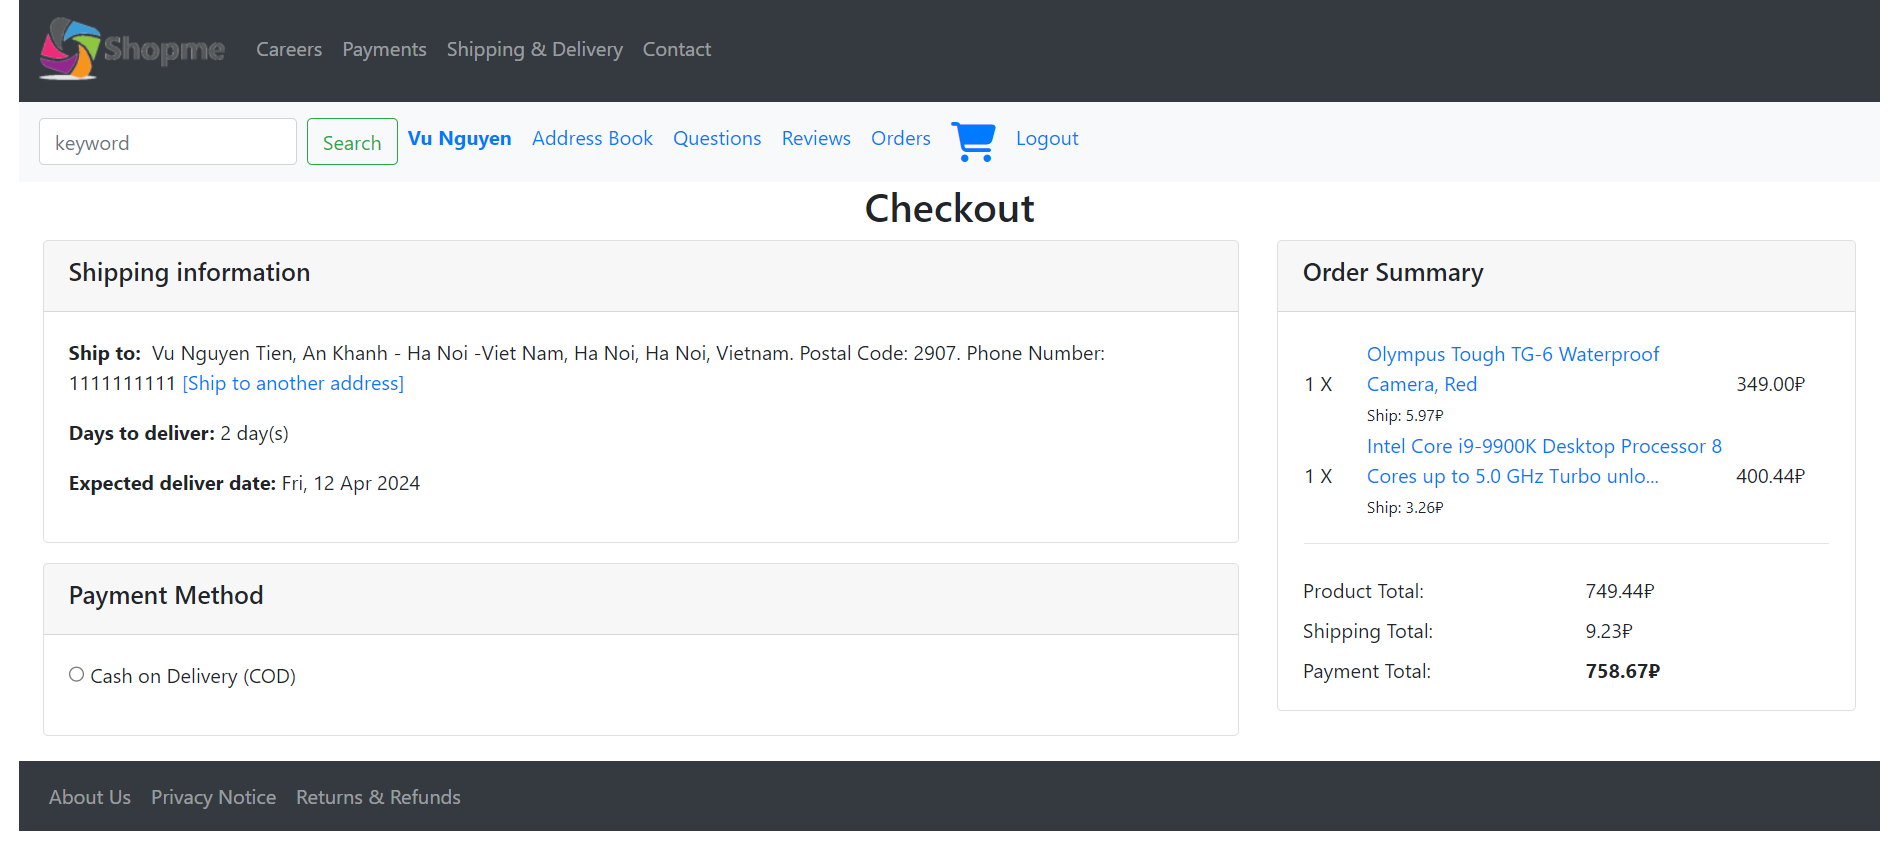 Shopme Careers Payments Shipping & Delivery Contact
keyword Search Vu Nguyen Address Book Questions Reviews Orders Logout
Checkout
Shipping information
Ship to: Vu Nguyen Tien, An Khanh - Ha Noi -Viet Nam, Ha Noi, Ha Noi, Vietnam. Postal Code: 2907. Phone Number:
1111111111 [Ship to another address]
Days to deliver: 2 day(s)
Expected deliver date: Fri, 12 Apr 2024
Payment Method
Cash on Delivery (COD)
Order Summary
Olympus Tough TG-6 Waterproof
1 X Camera, Red 349.00₽
Ship: 5.97₽
Intel Core i9-9900K Desktop Processor 8
1 X Cores up to 5.0 GHz Turbo unlo... 400.44₽
Ship: 3.26₽
Product Total: 749.44₽
Shipping Total: 9.23₽
Payment Total: 758.67₽
About Us Privacy Notice Returns & Refunds